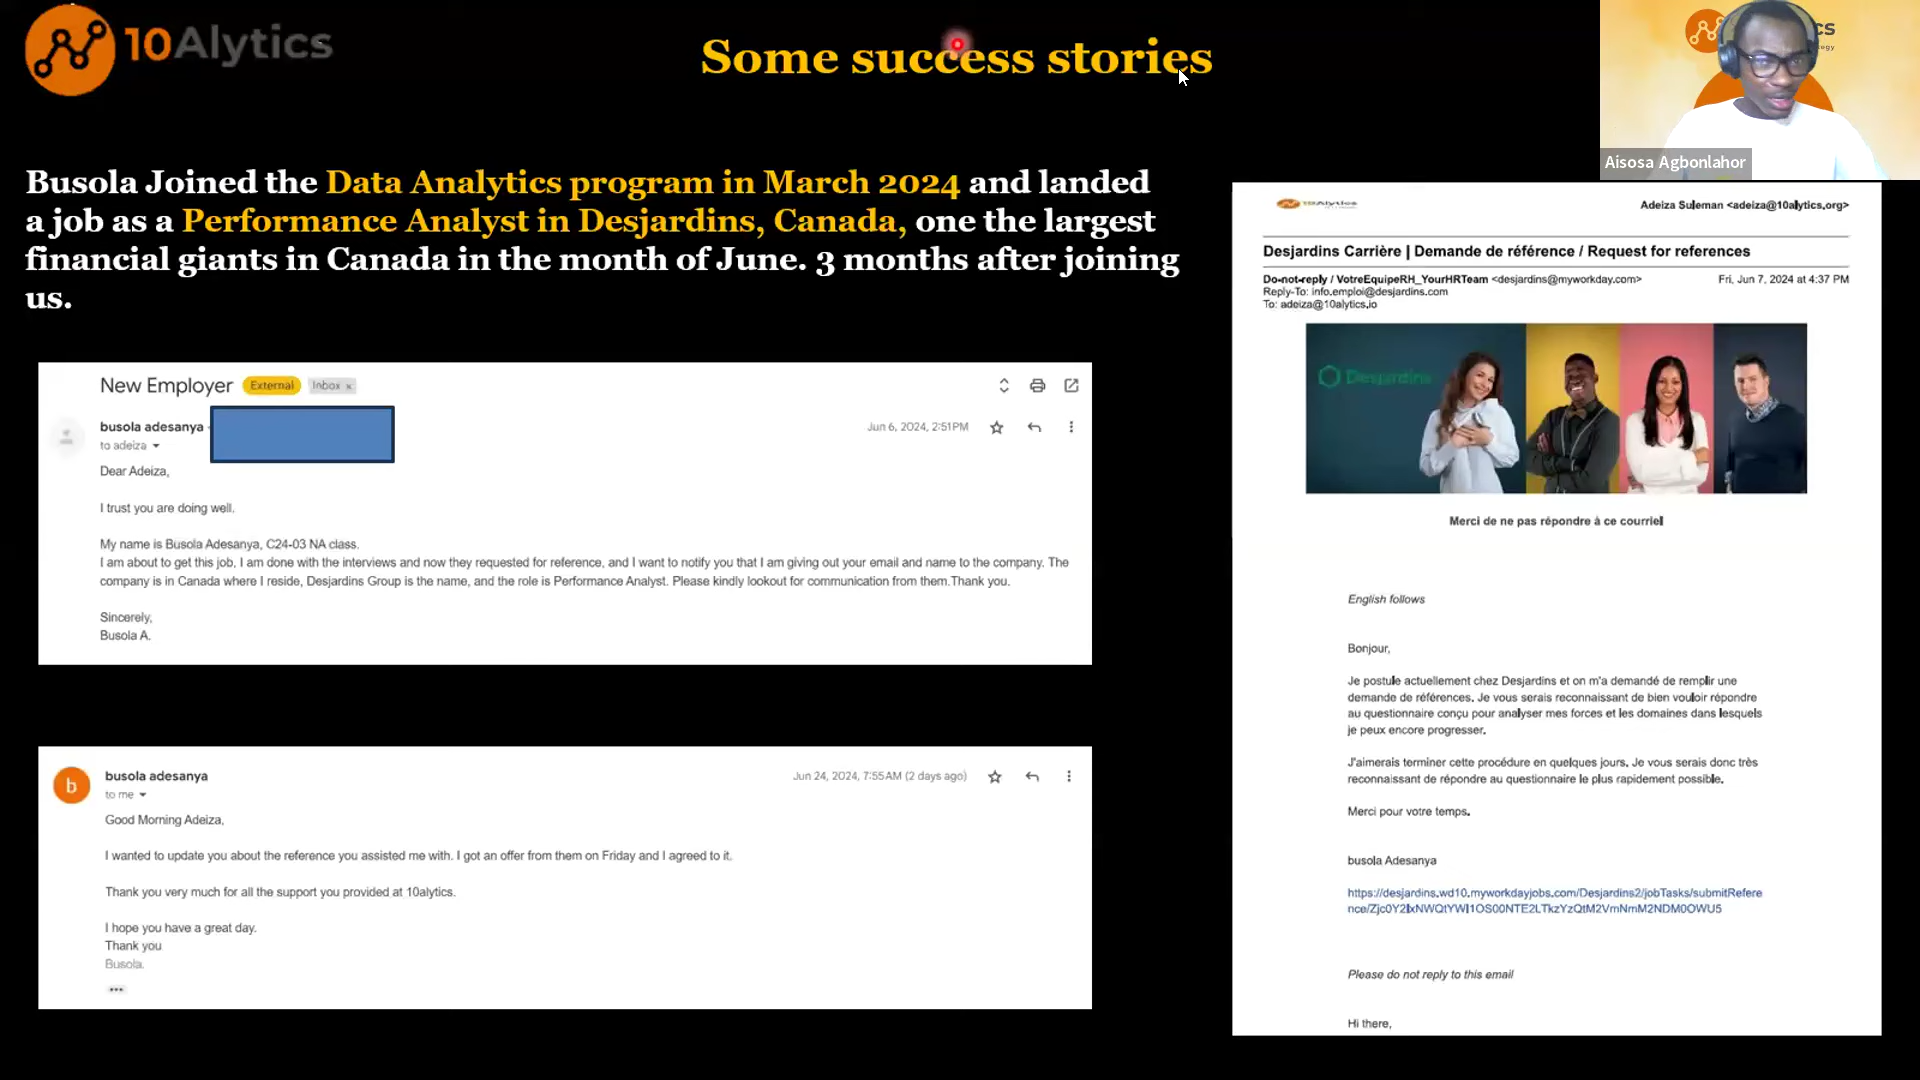 10Alytics
Some success stories
Aisosa Agbonlahor
Busola Joined the Data Analytics program in March 2024 and landed
a job as a Performance Analyst in Desjardins, Canada, one the largest
financial giants in Canada in the month of June. 3 months after joining
us.
New Employer External Inbox x
busola adesanya
Jun 6, 2024, 2:51PM
to adeiza
Dear Adeiza,
I trust you are doing well.
My name is Busola Adesanya, C24-03 NA class.
I am about to get this job, I am done with the interviews and now they requested for reference, and I want to notify you that I am giving out your email and name to the company. The
company is in Canada where I reside, Desjardins Group is the name, and the role is Performance Analyst. Please kindly lookout for communication from them.Thank you.
Sincerely,
Busola A.
b
busola adesanya
Jun 24, 2024, 7:55AM (2 days ago)
to me
Good Morning Adeiza,
I wanted to update you about the reference you assisted me with. I got an offer from them on Friday and I agreed to it.
Thank you very much for all the support you provided at 10alytics.
I hope you have a great day.
Thank you
Busola.
10Alytics
Adeiza Suleman <adeiza@10alytics.org>
Desjardins Carrière | Demande de référence / Request for references
Do-not-reply / VotreEquipeRH_YourHRTeam <desjardins@myworkday.com>
Fri, Jun 7, 2024 at 4:37 PM
Reply-To: info.emploi@desjardins.com
To: adeiza@10alytics.io
Desjardins
Merci de ne pas répondre à ce courriel
English follows
Bonjour,
Je postule actuellement chez Desjardins et on m'a demandé de remplir une
demande de références. Je vous serais reconnaissant de bien vouloir répondre
au questionnaire conçu pour analyser mes forces et les domaines dans lesquels
je peux encore progresser.
J'aimerais terminer cette procédure en quelques jours. Je vous serais donc très
reconnaissant de répondre au questionnaire le plus rapidement possible.
Merci pour votre temps.
busola Adesanya
https://desjardins.wd10.myworkdayjobs.com/Desjardins2/jobTasks/submitRefere
Please do not reply to this email
Hi there,